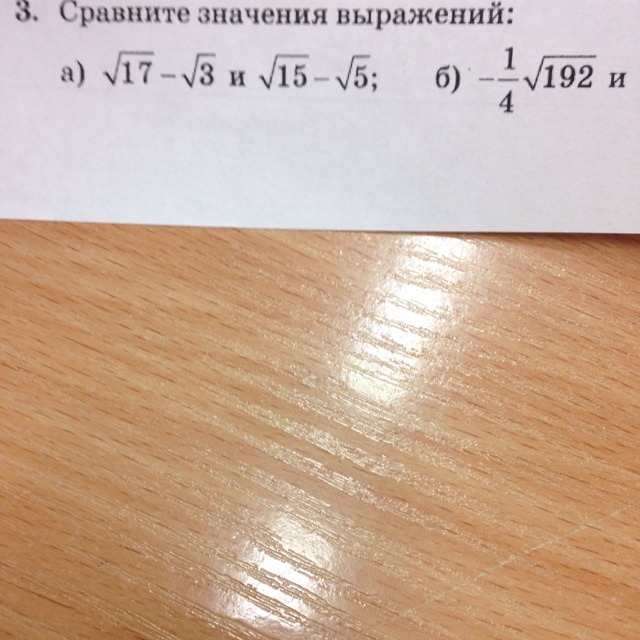 3. Сравните значения выражений:
а) √17 − √3 и √15 − √5; б) −1/4√192 и